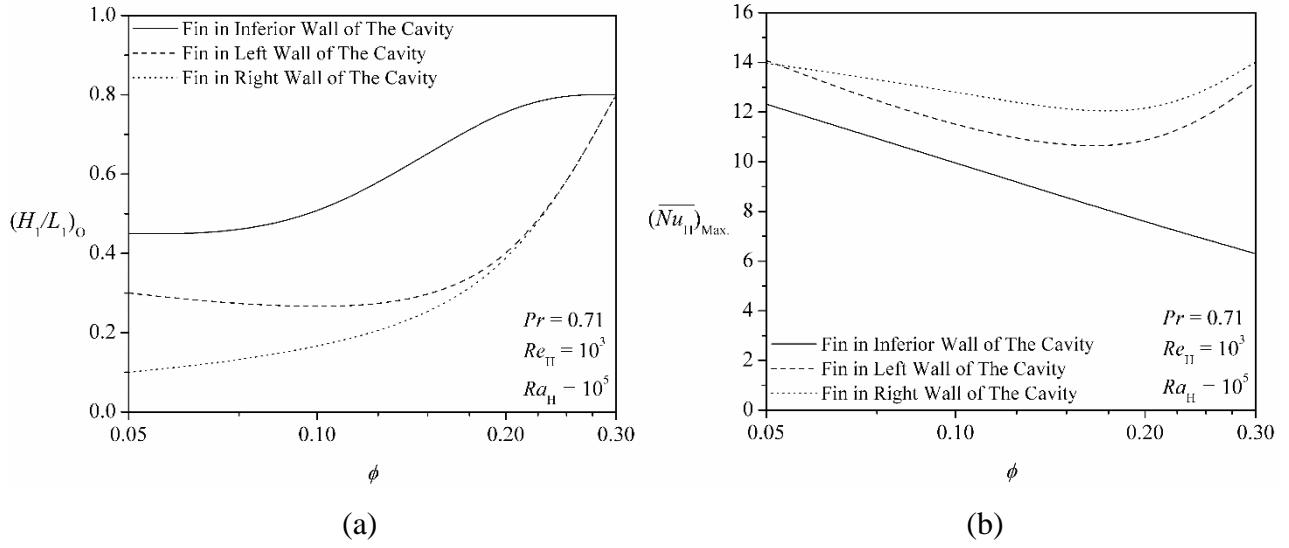 1.0
Fin in Inferior Wall of The Cavity
Fin in Left Wall of The Cavity
Fin in Right Wall of The Cavity
0.8
0.6
(H₁/L₁)O
0.4
0.2
0.0
Pr = 0.71
ReH = 10³
RaH = 10⁵
0.05
0.10
0.20
0.30
ϕ
(a)
16
14
12
10
(NuH)Max.
8
6
4
2
0
Pr = 0.71
ReH = 10³
RaH = 10⁵
Fin in Inferior Wall of The Cavity
Fin in Left Wall of The Cavity
Fin in Right Wall of The Cavity
0.05
0.10
0.20
0.30
ϕ
(b)